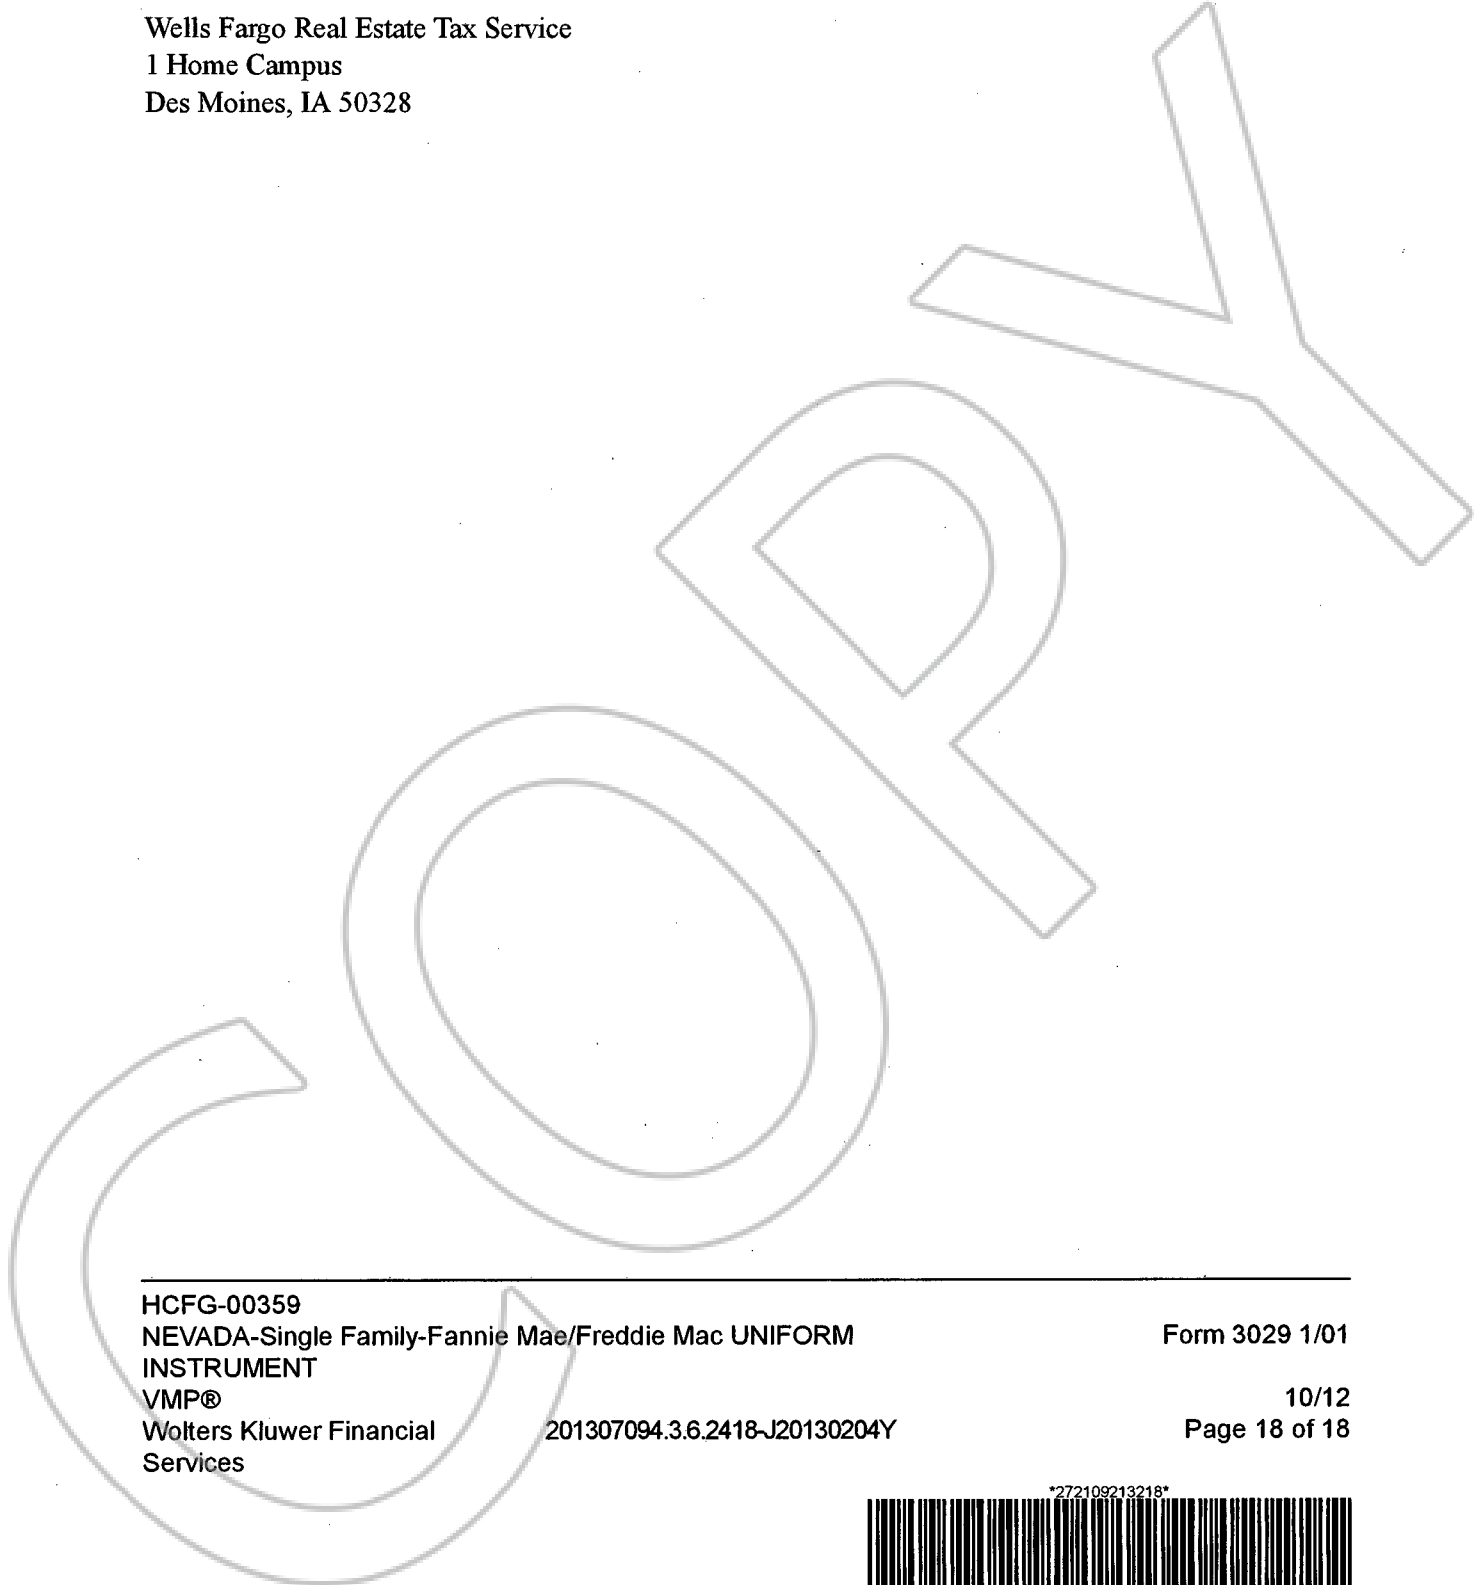 Wells Fargo Real Estate Tax Service
1 Home Campus
Des Moines, IA 50328
COPY
HCFG-00359
NEVADA-Single Family-Fannie Mae/Freddie Mac UNIFORM INSTRUMENT Form 3029 1/01
VMP® 10/12
Wolters Kluwer Financial Services 201307094.3.6.2418-J20130204Y Page 18 of 18
*272109213218*